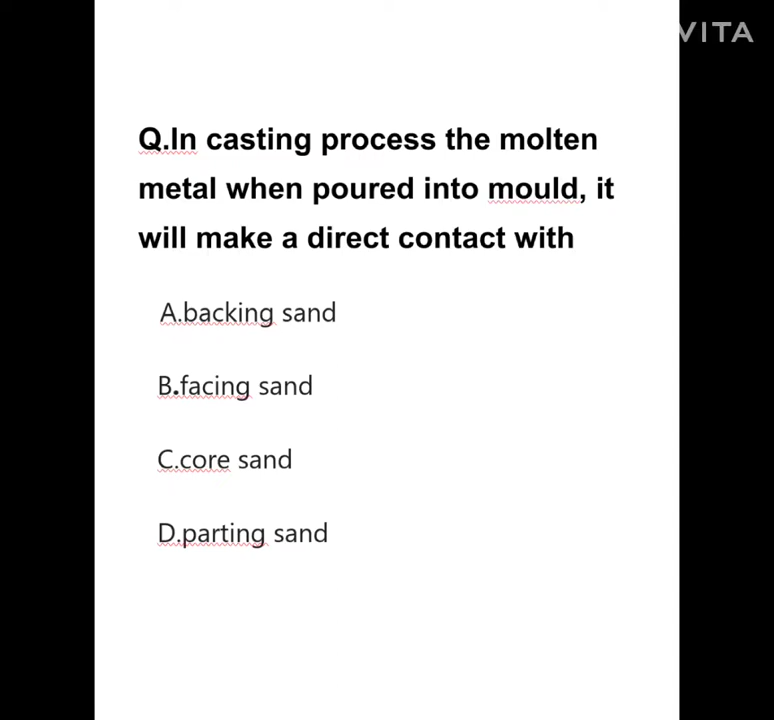 VITA
Q.In casting process the molten
metal when poured into mould, it
will make a direct contact with
A.backing sand
B.facing sand
C.core sand
D.parting sand